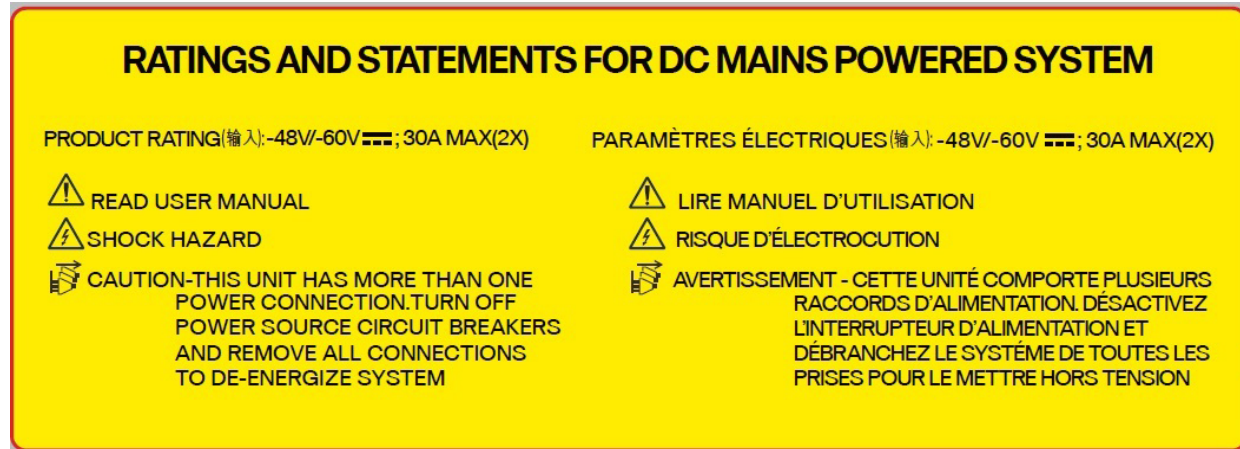 RATINGS AND STATEMENTS FOR DC MAINS POWERED SYSTEM
PRODUCT RATING(输入):-48V/-60V⎓; 30A MAX(2X)
READ USER MANUAL
SHOCK HAZARD
CAUTION-THIS UNIT HAS MORE THAN ONE
POWER CONNECTION.TURN OFF
POWER SOURCE CIRCUIT BREAKERS
AND REMOVE ALL CONNECTIONS
TO DE-ENERGIZE SYSTEM
PARAMÈTRES ÉLECTRIQUES(输入):-48V/-60V ⎓; 30A MAX(2X)
LIRE MANUEL D'UTILISATION
RISQUE D'ÉLECTROCUTION
AVERTISSEMENT - CETTE UNITÉ COMPORTE PLUSIEURS
RACCORDS D'ALIMENTATION. DÉSACTIVEZ
L'INTERRUPTEUR D'ALIMENTATION ET
DÉBRANCHEZ LE SYSTÉME DE TOUTES LES
PRISES POUR LE METTRE HORS TENSION